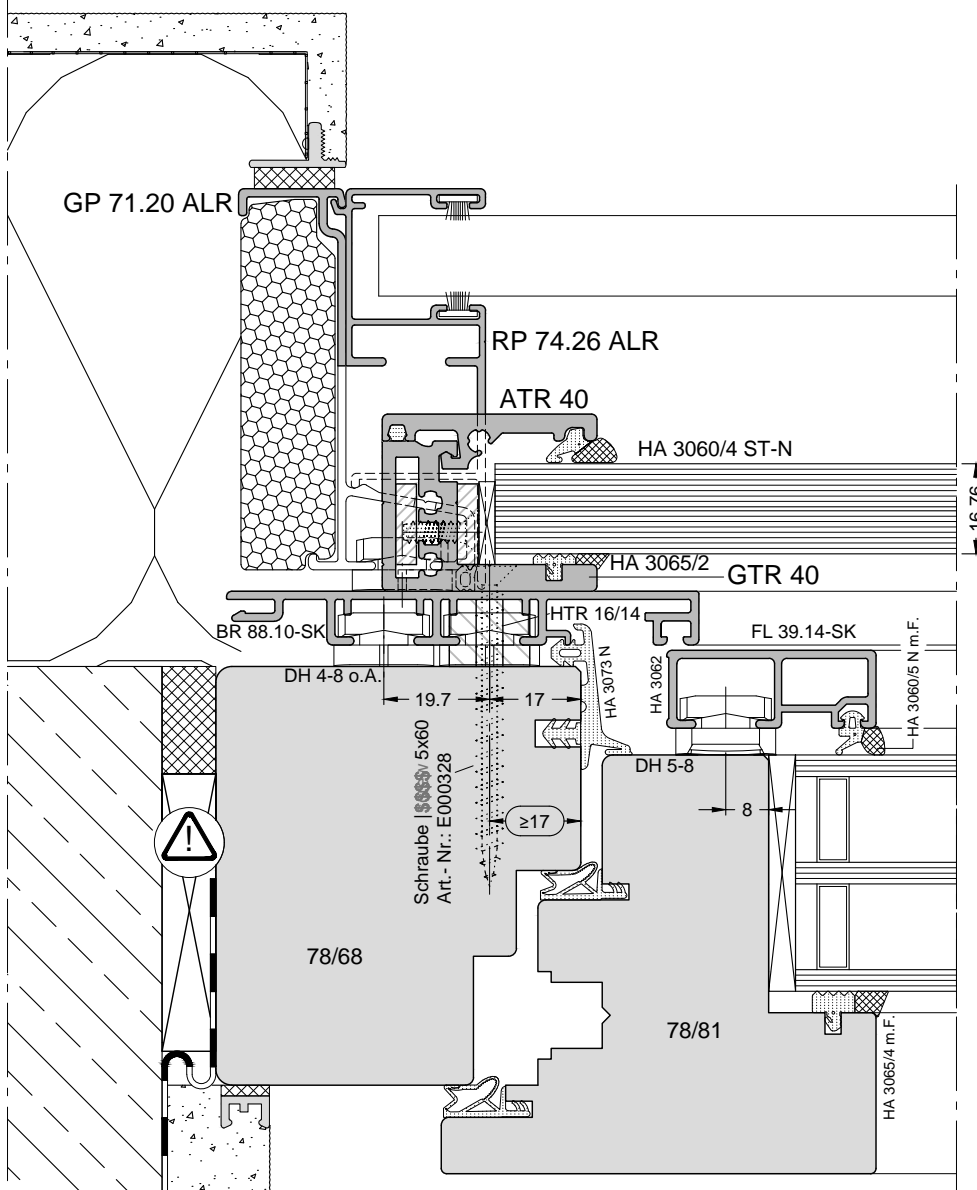 GP 71.20 ALR
RP 74.26 ALR
ATR 40
HA 3060/4 ST-N
16.76
HA 3065/2
GTR 40
HTR 16/14
BR 88.10-SK
FL 39.14-SK
HA 3060/5 N m.F.
HA 3062
HA 3073 N
DH 4-8 o.A.
19.7
17
DH 5-8
8
Schraube 5x60
Art.- Nr.: E000328
≥17
!
78/68
78/81
HA 3065/4 m.F.